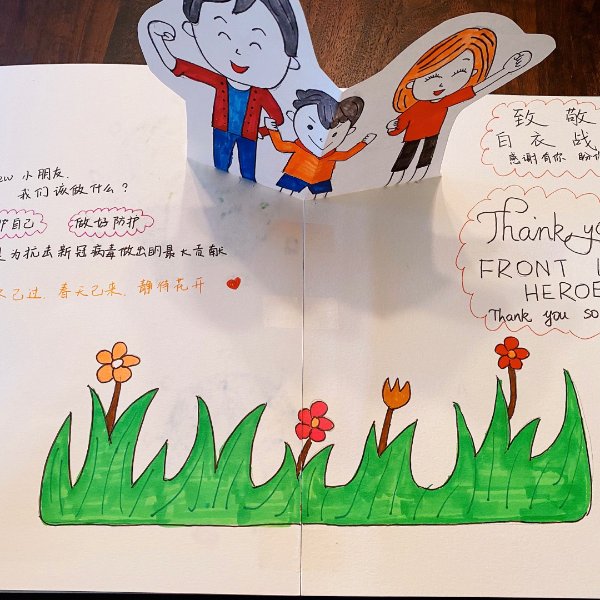 ew 小朋友,
我们该做什么?
护自己 做好防护
是为抗击新冠病毒做出的最大贡献
已过, 春天已来, 静待花开
致 敬
白 衣 战
感谢有你
Thank yo
FRONT L
HEROE
Thank you so